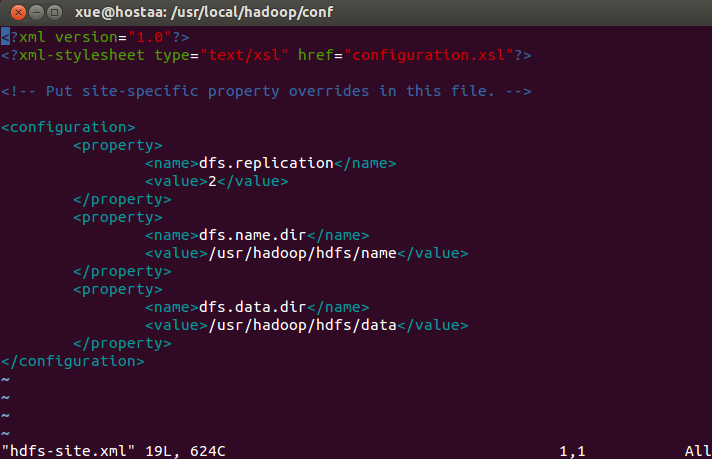 xue@hostaa: /usr/local/hadoop/conf
<?xml version="1.0"?>
<?xml-stylesheet type="text/xsl" href="configuration.xsl"?>
<!-- Put site-specific property overrides in this file. -->
<configuration>
<property>
<name>dfs.replication</name>
<value>2</value>
</property>
<property>
<name>dfs.name.dir</name>
<value>/usr/hadoop/hdfs/name</value>
</property>
<property>
<name>dfs.data.dir</name>
<value>/usr/hadoop/hdfs/data</value>
</property>
</configuration>
~
~
~
~
"hdfs-site.xml" 19L, 624C 1,1 All